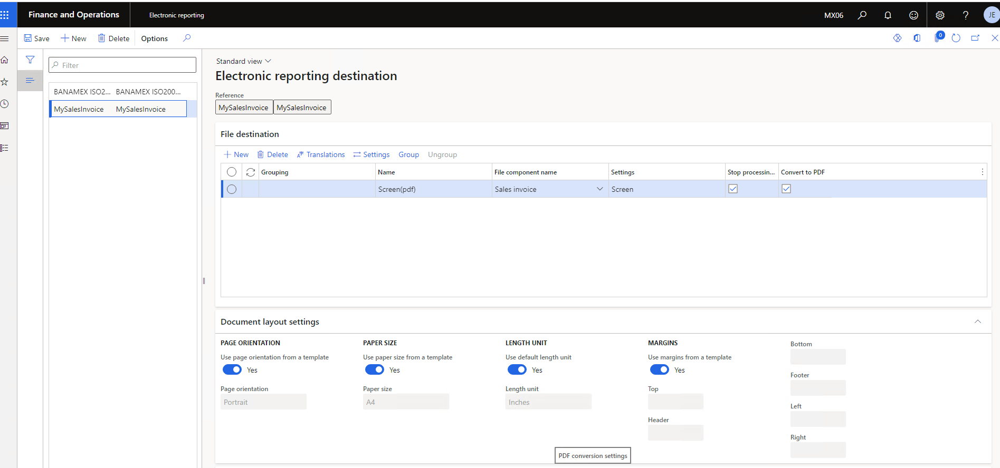 Finance and Operations
Electronic reporting
MX06
JE
Save
New
Delete
Options
0
Filter
BANAMEX ISO2... BANAMEX ISO200...
MySalesInvoice MySalesInvoice
Standard view
Electronic reporting destination
Reference
MySalesInvoice MySalesInvoice
File destination
New Delete Translations Settings Group Ungroup
Grouping Name File component name Settings Stop processin... Convert to PDF
Screen(pdf) Sales invoice Screen
Document layout settings
PAGE ORIENTATION
Use page orientation from a template
Yes
Page orientation
Portrait
PAPER SIZE
Use paper size from a template
Yes
Paper size
A4
LENGTH UNIT
Use default length unit
Yes
Length unit
Inches
MARGINS
Use margins from a template
Yes
Top
Header
Bottom
Footer
Left
Right
PDF conversion settings